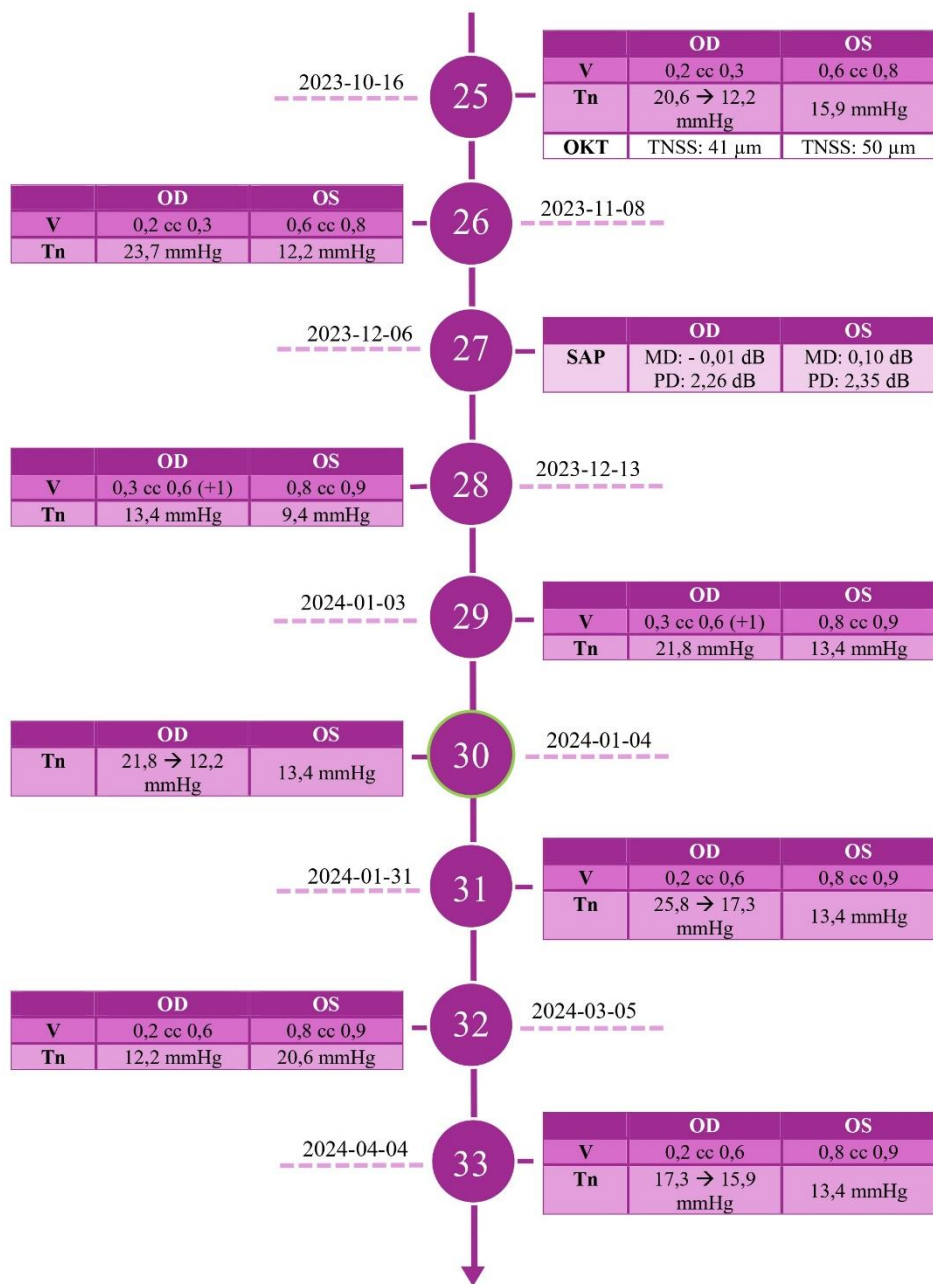 2023-10-16
25
OD OS
V 0,2 cc 0,3 0,6 cc 0,8
Tn 20,6 → 12,2 mmHg 15,9 mmHg
OKT TNSS: 41 µm TNSS: 50 µm
OD OS
V 0,2 cc 0,3 0,6 cc 0,8
Tn 23,7 mmHg 12,2 mmHg
26
2023-11-08
2023-12-06
27
OD OS
SAP MD: - 0,01 dB MD: 0,10 dB
PD: 2,26 dB PD: 2,35 dB
OD OS
V 0,3 cc 0,6 (+1) 0,8 cc 0,9
Tn 13,4 mmHg 9,4 mmHg
28
2023-12-13
2024-01-03
29
OD OS
V 0,3 cc 0,6 (+1) 0,8 cc 0,9
Tn 21,8 mmHg 13,4 mmHg
OD OS
Tn 21,8 → 12,2 mmHg 13,4 mmHg
30
2024-01-04
2024-01-31
31
OD OS
V 0,2 cc 0,6 0,8 cc 0,9
Tn 25,8 → 17,3 mmHg 13,4 mmHg
OD OS
V 0,2 cc 0,6 0,8 cc 0,9
Tn 12,2 mmHg 20,6 mmHg
32
2024-03-05
2024-04-04
33
OD OS
V 0,2 cc 0,6 0,8 cc 0,9
Tn 17,3 → 15,9 mmHg 13,4 mmHg